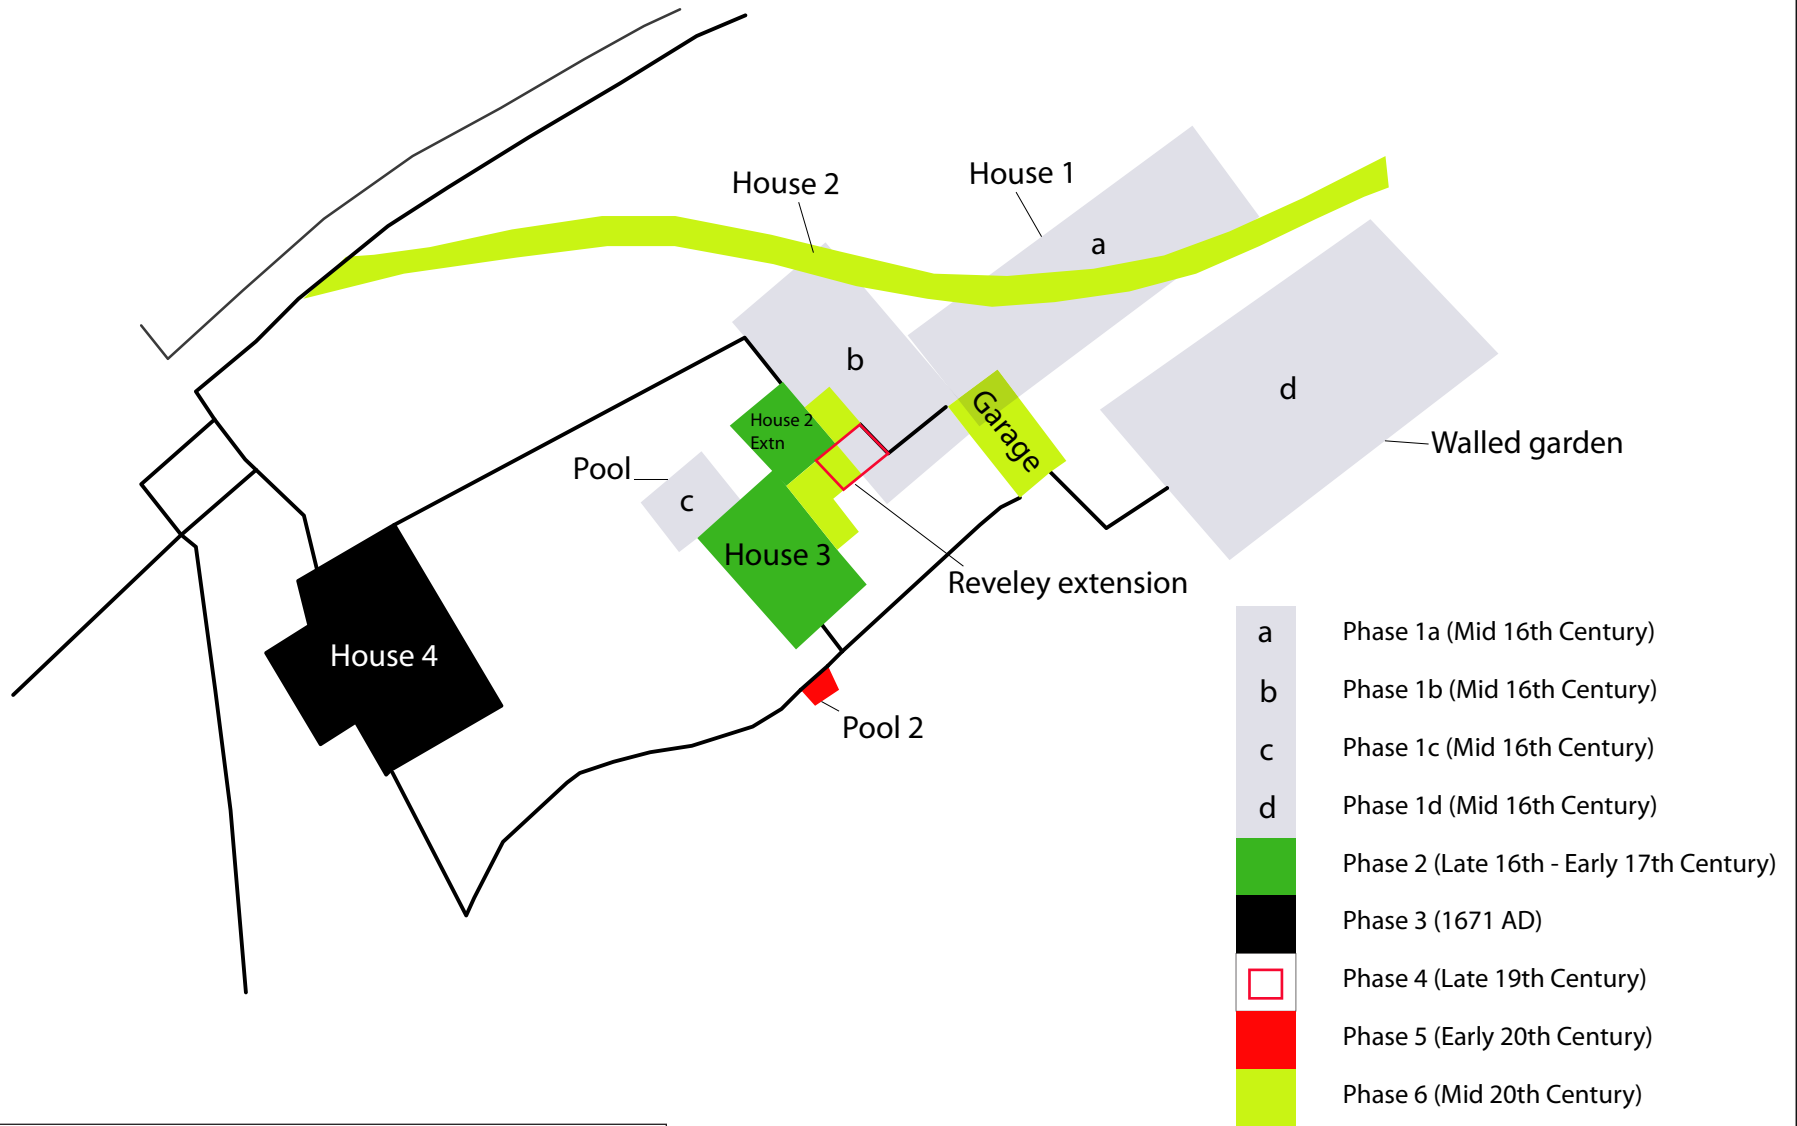 House 2
House 1
a
b
House 2
Extn
Garage
d
Walled garden
Pool
c
House 3
Reveley extension
House 4
Pool 2
a Phase 1a (Mid 16th Century)
b Phase 1b (Mid 16th Century)
c Phase 1c (Mid 16th Century)
d Phase 1d (Mid 16th Century)
Phase 2 (Late 16th - Early 17th Century)
Phase 3 (1671 AD)
Phase 4 (Late 19th Century)
Phase 5 (Early 20th Century)
Phase 6 (Mid 20th Century)